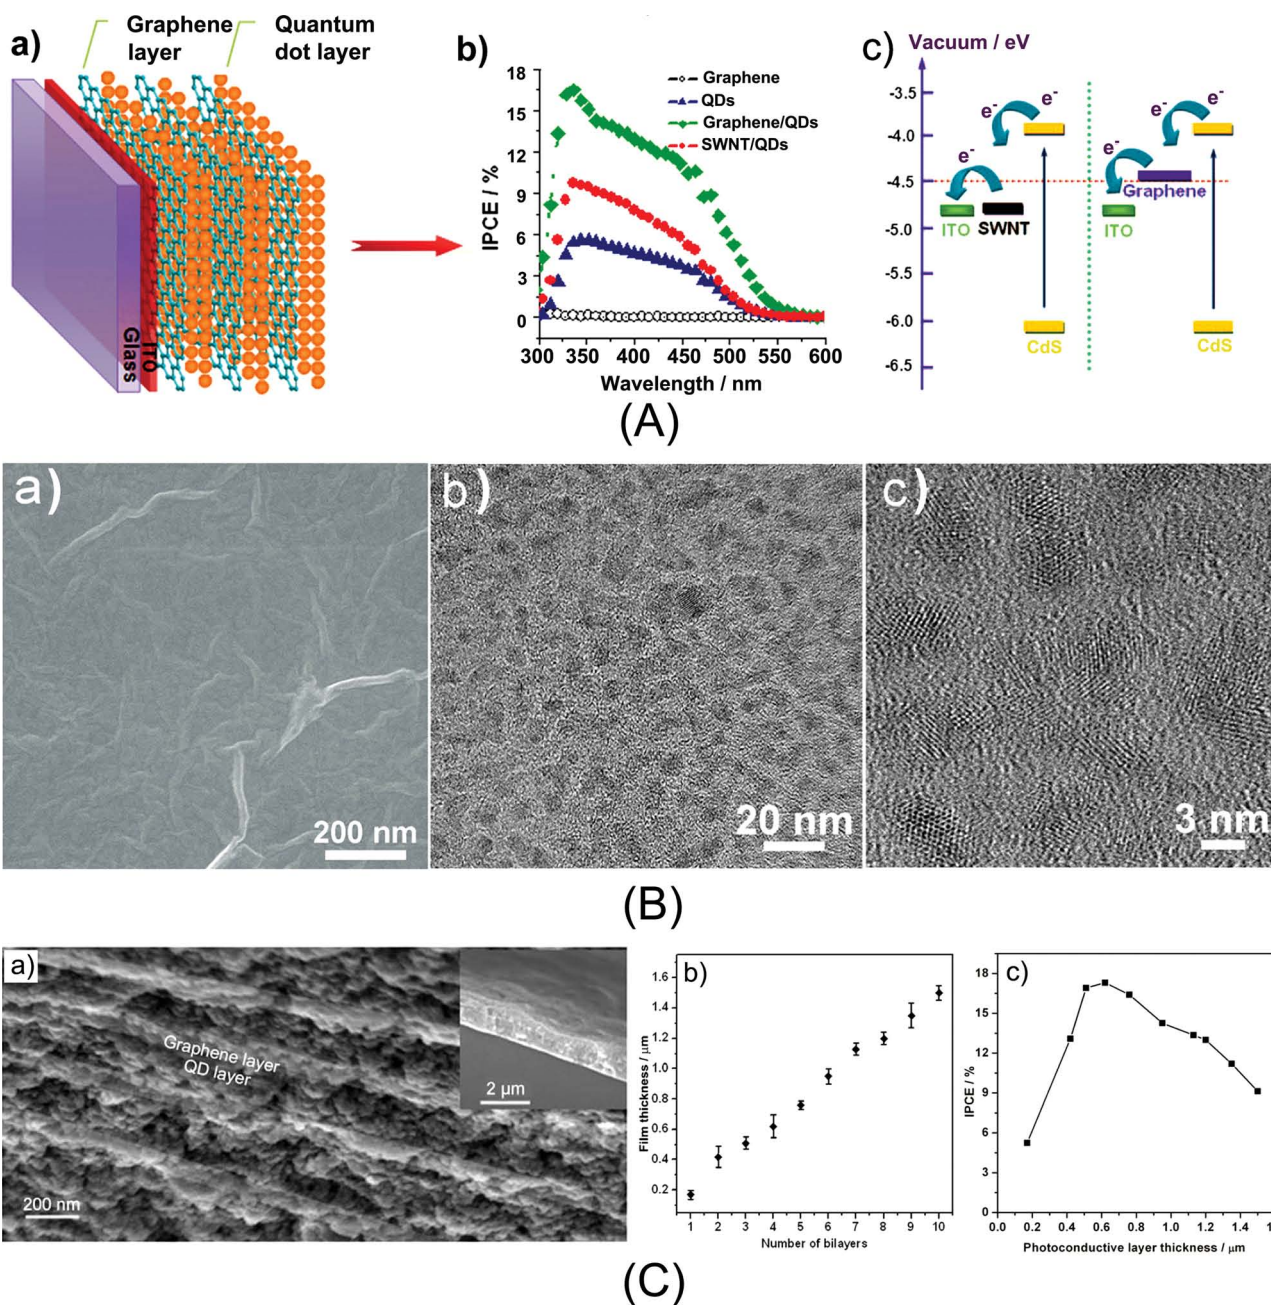 a)
Graphene
layer
Quantum
dot layer
Glass
ITO
b)
18
15
12
9
6
3
0
IPCE / %
300 350 400 450 500 550 600
Wavelength / nm
Graphene
QDs
Graphene/QDs
SWNT/QDs
c)
Vacuum / eV
-3.5
-4.0
-4.5
-5.0
-5.5
-6.0
-6.5
e- e- e- e-
e- e-
Graphene
ITO SWNT ITO
CdS CdS
(A)
a)
200 nm
b)
20 nm
c)
3 nm
(B)
a)
Graphene layer
QD layer
200 nm
2 μm
b)
1.6
1.4
1.2
1.0
0.8
0.6
0.4
0.2
Film thickness / μm
1 2 3 4 5 6 7 8 9 10
Number of bilayers
c)
18
15
12
9
6
3
0
IPCE / %
0.0 0.2 0.4 0.6 0.8 1.0 1.2 1.4
Photoconductive layer thickness / μm
(C)